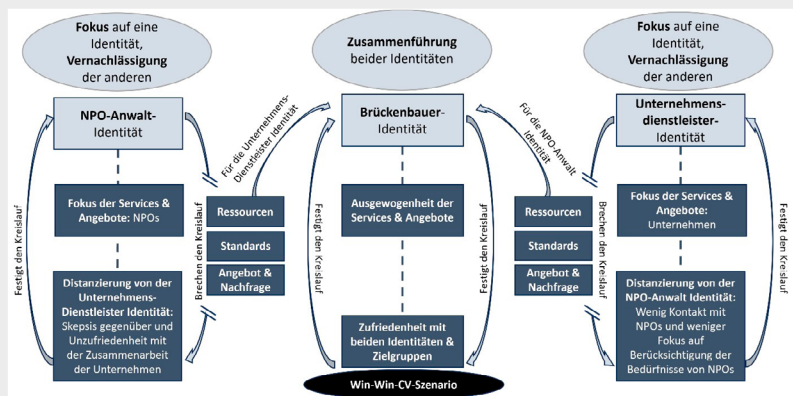 Fokus auf eine
Identität,
Vernachlässigung
der anderen
NPO-Anwalt-
Identität
Fokus der Services &
Angebote: NPOs
Distanzierung von der
Unternehmens-
Dienstleister Identität:
Skepsis gegenüber und
Unzufriedenheit mit
der Zusammenarbeit
der Unternehmen
Festigt den Kreislauf
Brechen den Kreislauf
Ressourcen
Standards
Angebot &
Nachfrage
Für die Unternehmens-
Dienstleister Identität
Zusammenführung
beider Identitäten
Brückenbauer-
Identität
Ausgewogenheit der
Services & Angebote
Zufriedenheit mit
beiden Identitäten &
Zielgruppen
Win-Win-CV-Szenario
Festigt den Kreislauf
Festigt den Kreislauf
Für die NPO-Anwalt
Identität
Ressourcen
Standards
Angebot &
Nachfrage
Brechen den Kreislauf
Fokus auf eine
Identität,
Vernachlässigung
der anderen
Unternehmens-
dienstleister-
Identität
Fokus der Services &
Angebote:
Unternehmen
Distanzierung von der
NPO-Anwalt Identität:
Wenig Kontakt mit
NPOs und weniger
Fokus auf
Berücksichtigung der
Bedürfnisse von NPOs
Festigt den Kreislauf